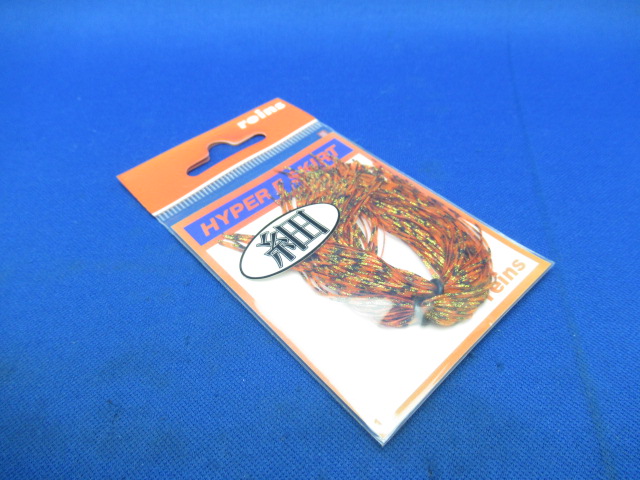 reins
HYPER
細
reins